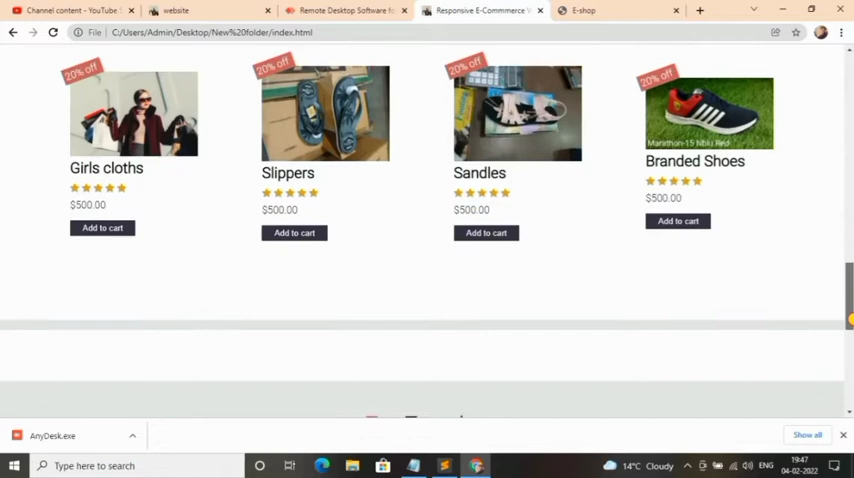 Channel content - YouTube S
website
Remote Desktop Software fo
Responsive E-Commmerce W
E-shop
File
C:/Users/Admin/Desktop/New%20folder/index.html
20% off
20% off
20% off
20% off
Marathon-15 Nblu Red
Girls cloths
Slippers
Sandles
Branded Shoes
$500.00
$500.00
$500.00
$500.00
Add to cart
Add to cart
Add to cart
Add to cart
AnyDesk.exe
Show all
Type here to search
14°C Cloudy
ENG
19:47
04-02-2022